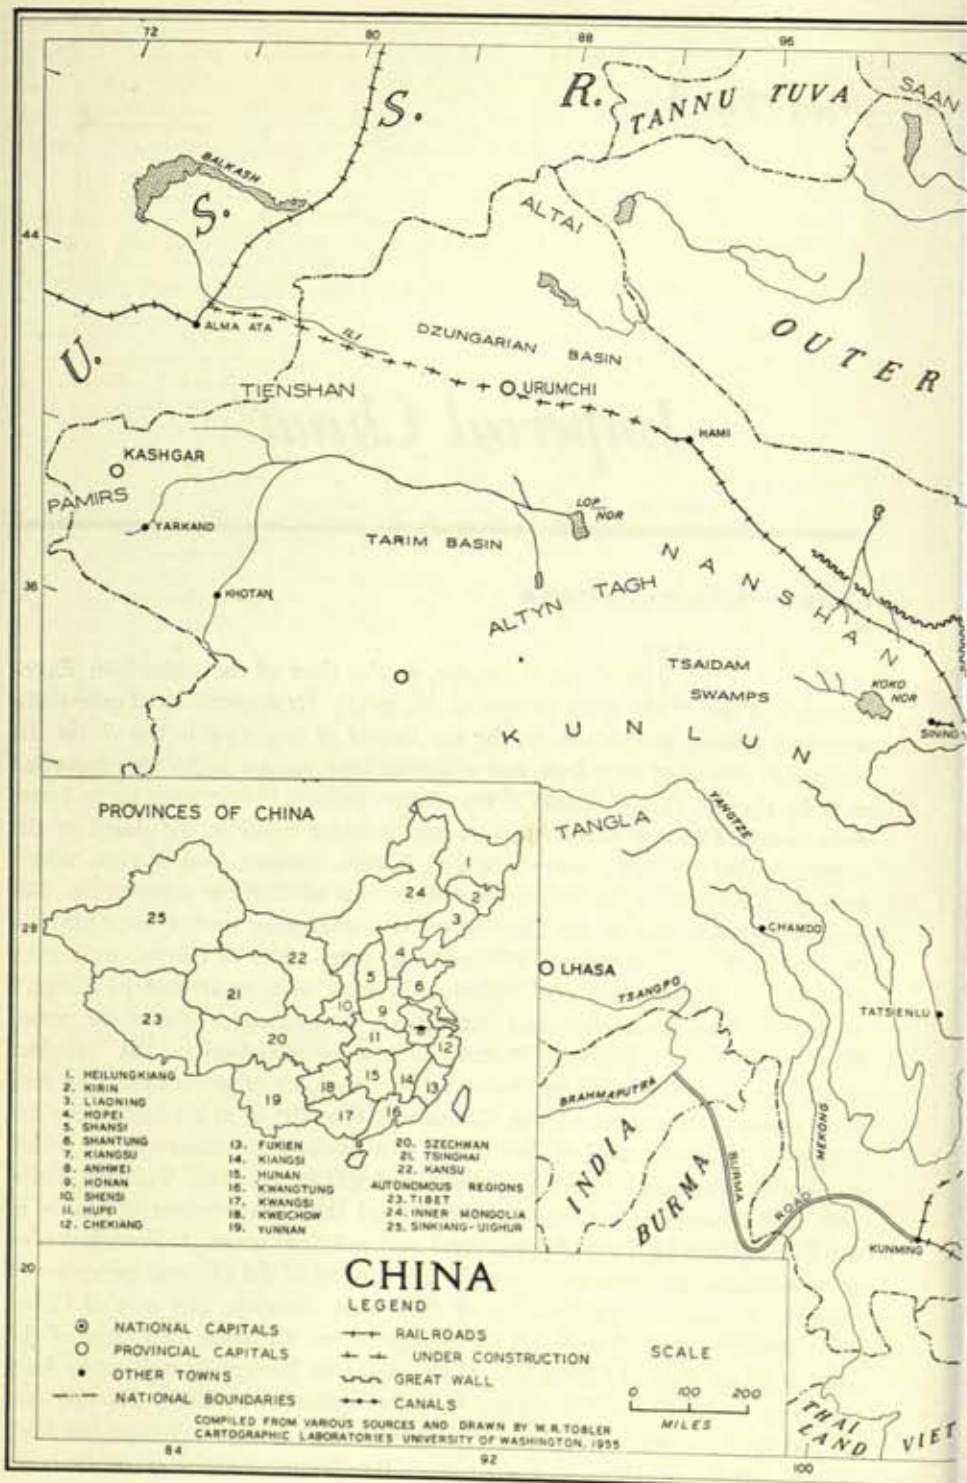 72
80
88
96
S.
R.
TANNU TUVA
SAAN
BALKASH
S.
44
ALTAI
U.
ALMA ATA
ILI
DZUNGARIAN BASIN
OUTER
TIENSHAN
URUMCHI
HAMI
KASHGAR
PAMIRS
YARKAND
LOP NOR
TARIM BASIN
NANSHAN
36
KHOTAN
ALTYN TAGH
TSAIDAM
SWAMPS
KOKO NOR
SINING
KUNLUN
TANGLA
YANGTZE
PROVINCES OF CHINA
1
24
2
3
25
4
22
5
6
21
10
9
23
8
20
11
12
15
14
18
13
19
17
16
28
CHAMDO
LHASA
TSANGPO
TATSIENLU
BRAHMAPUTRA
MEKONG
INDIA
BURMA
BURMA ROAD
KUNMING
1. HEILUNGKIANG
2. KIRIN
3. LIAONING
4. HOPEI
5. SHANSI
6. SHANTUNG
7. KIANGSU
8. ANHWEI
9. HONAN
10. SHENSI
11. HUPEI
12. CHEKIANG
13. FUKIEN
14. KIANGSI
15. HUNAN
16. KWANGTUNG
17. KWANGSI
18. KWEICHOW
19. YUNNAN
20. SZECHWAN
21. TSINGHAI
22. KANSU
AUTONOMOUS REGIONS
23. TIBET
24. INNER MONGOLIA
25. SINKIANG-UIGHUR
20
CHINA
LEGEND
NATIONAL CAPITALS
PROVINCIAL CAPITALS
OTHER TOWNS
NATIONAL BOUNDARIES
RAILROADS
UNDER CONSTRUCTION
GREAT WALL
CANALS
SCALE
0 100 200
MILES
COMPILED FROM VARIOUS SOURCES AND DRAWN BY W.R.TOBLER
CARTOGRAPHIC LABORATORIES UNIVERSITY OF WASHINGTON, 1955
THAI
LAND
VIET
84
92
100